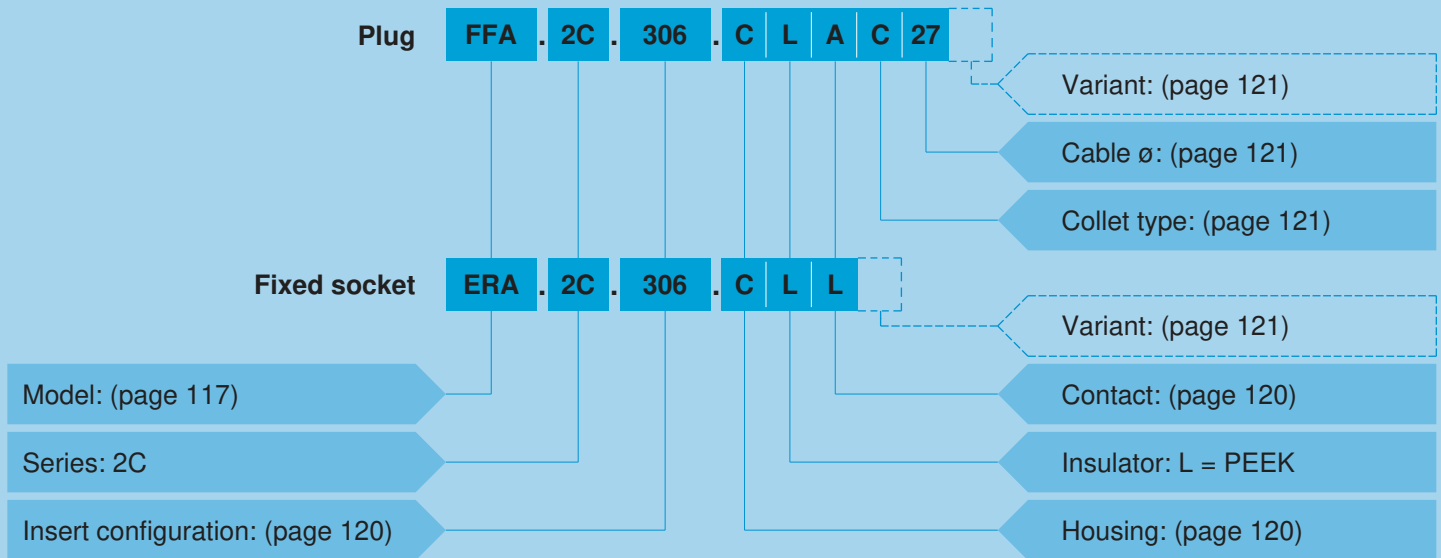 Plug FFA . 2C . 306 . C L A C 27
Variant: (page 121)
Cable ø: (page 121)
Collet type: (page 121)
Fixed socket ERA . 2C . 306 . C L L
Variant: (page 121)
Model: (page 117)
Contact: (page 120)
Series: 2C
Insulator: L = PEEK
Insert configuration: (page 120)
Housing: (page 120)